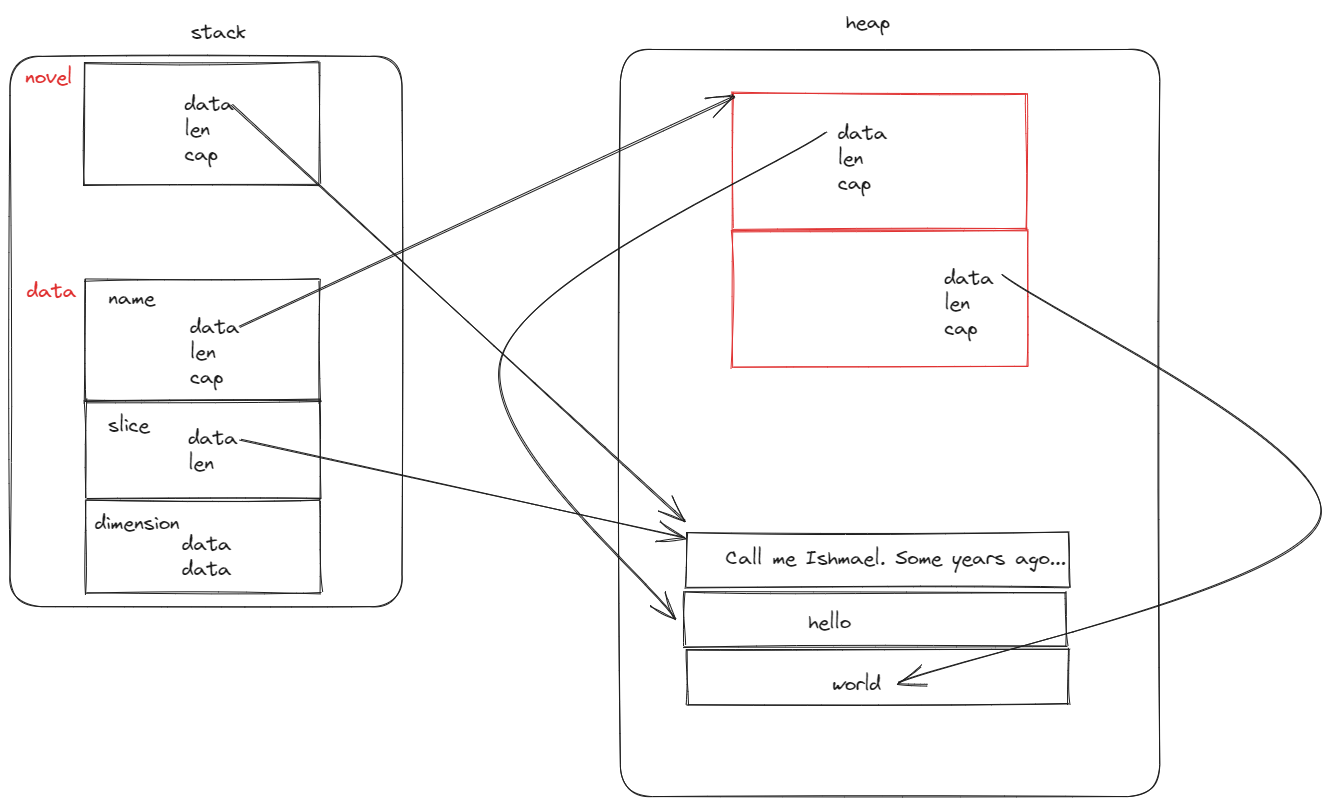 stack
novel
data
len
cap
data
name
data
len
cap
slice
data
len
dimension
data
data
heap
data
len
cap
data
len
cap
Call me Ishmael. Some years ago...
hello
world